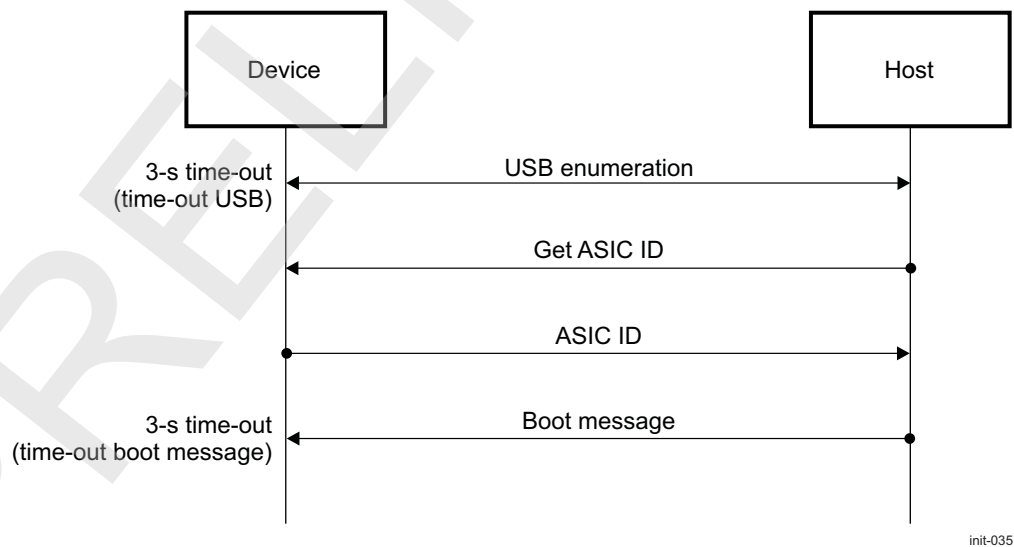 Device
Host
3-s time-out
(time-out USB)
USB enumeration
Get ASIC ID
ASIC ID
3-s time-out
(time-out boot message)
Boot message
init-035